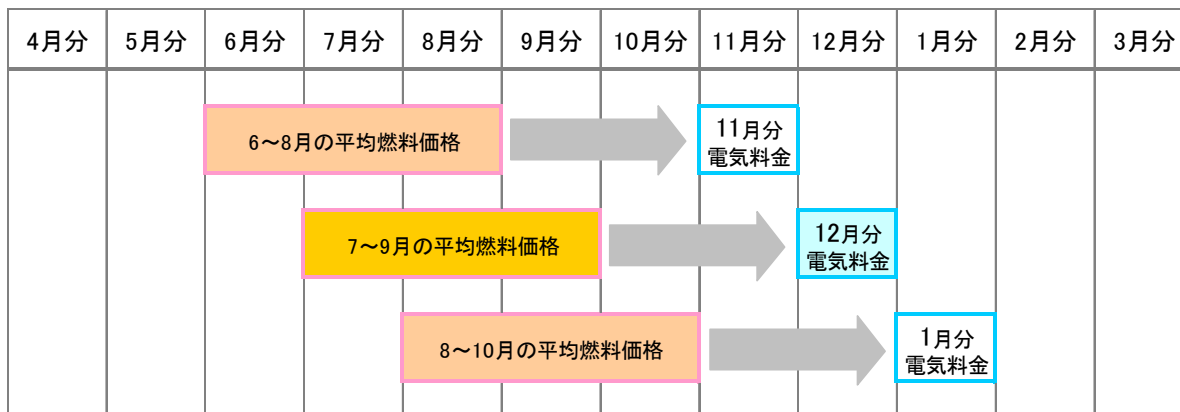 4月分 5月分 6月分 7月分 8月分 9月分 10月分 11月分 12月分 1月分 2月分 3月分
6～8月の平均燃料価格
11月分
電気料金
7～9月の平均燃料価格
12月分
電気料金
8～10月の平均燃料価格
1月分
電気料金